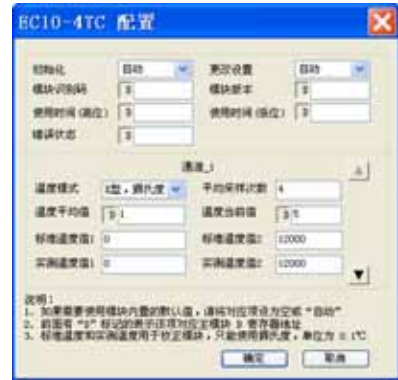 EC10-4TC 配置
初始化 自动 更改设置 自动
模块识别码 D 模块版本 D
使用时间(高位) D 使用时间(低位) D
错误状态 D
通道_1
温度模式 K型,摄氏度 平均采样次数 4
温度平均值 D 1 温度当前值 D 5
标准温度值1 0 标准温度值2 12000
实测温度值1 0 实测温度值2 12000
说明:
1、如果需要使用模块内置的默认值,请将对应项设为空或“自动”
2、前面有“D”标记的表示该项对应主模块 D 寄存器地址
3、标准温度和实测温度用于校正模块,只能使用摄氏度,单位为 0.1℃
确定 取消